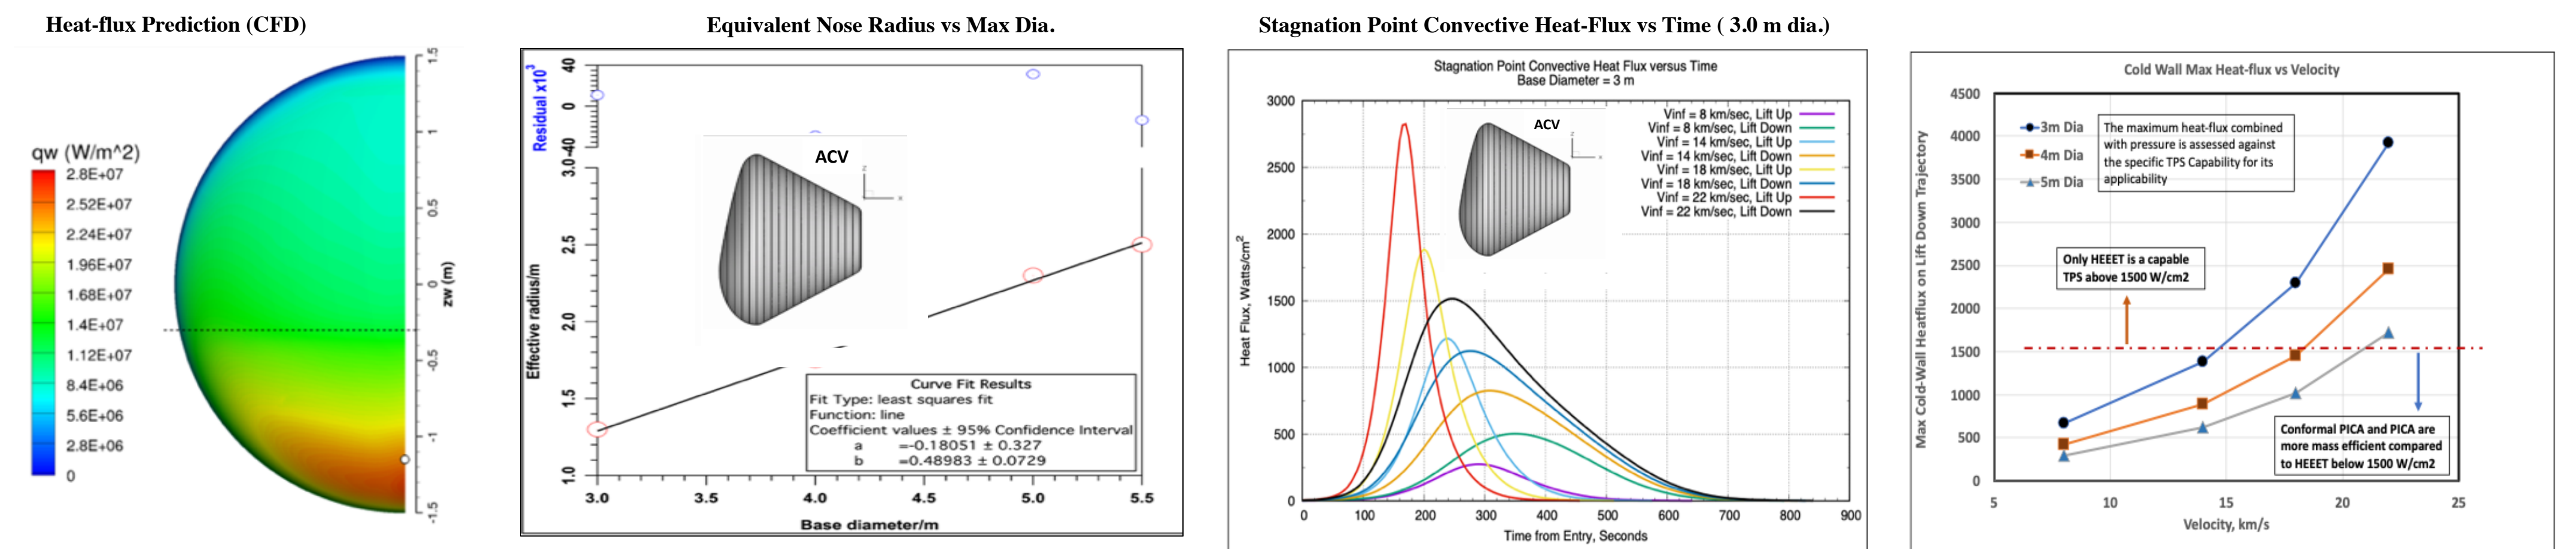 Heat-flux Prediction (CFD)
qw (W/m^2)
2.8E+07
2.52E+07
2.24E+07
1.96E+07
1.68E+07
1.4E+07
1.12E+07
8.4E+06
5.6E+06
2.8E+06
0
1.5
1
0.5
0
-0.5
-1
-1.5
zw (m)
Equivalent Nose Radius vs Max Dia.
Residual x10³
40
0
-40
Effective radius/m
3.0
2.5
2.0
1.5
1.0
ACV
z
x
Curve Fit Results
Fit Type: least squares fit
Function: line
Coefficient values ± 95% Confidence Interval
a =-0.18051 ± 0.327
b =0.48983 ± 0.0729
3.0 3.5 4.0 4.5 5.0 5.5
Base diameter/m
Stagnation Point Convective Heat-Flux vs Time ( 3.0 m dia.)
Stagnation Point Convective Heat Flux versus Time
Base Diameter = 3 m
Heat Flux, Watts/cm²
3000
2500
2000
1500
1000
500
0
ACV
z
x
Vinf = 8 km/sec, Lift Up
Vinf = 8 km/sec, Lift Down
Vinf = 14 km/sec, Lift Up
Vinf = 14 km/sec, Lift Down
Vinf = 18 km/sec, Lift Up
Vinf = 18 km/sec, Lift Down
Vinf = 22 km/sec, Lift Up
Vinf = 22 km/sec, Lift Down
0 100 200 300 400 500 600 700 800 900
Time from Entry, Seconds
Cold Wall Max Heat-flux vs Velocity
Max Cold-Wall Heatflux on Lift Down Trajectory
4500
4000
3500
3000
2500
2000
1500
1000
500
0
3m Dia
4m Dia
5m Dia
The maximum heat-flux combined
with pressure is assessed against
the specific TPS Capability for its
applicability
Only HEEET is a capable
TPS above 1500 W/cm2
Conformal PICA and PICA are
more mass efficient compared
to HEEET below 1500 W/cm2
5 10 15 20 25
Velocity, km/s